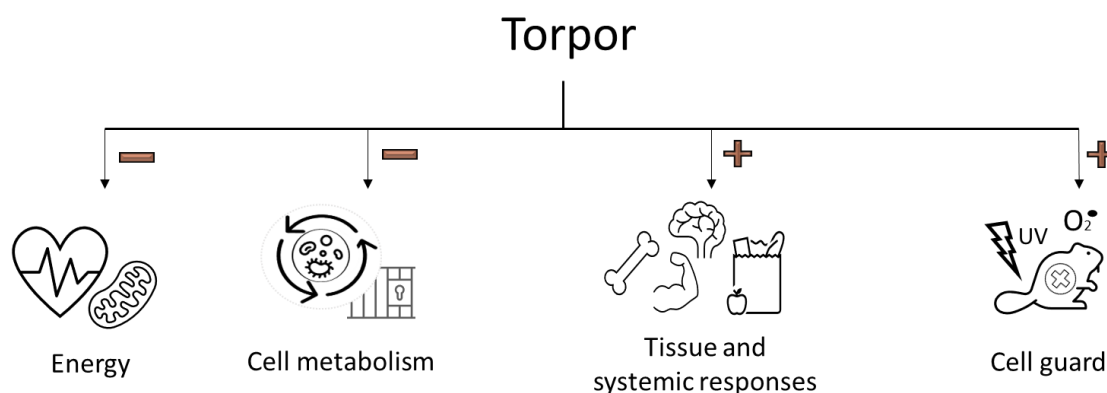 Torpor
UV
O₂•
Energy
Cell metabolism
Tissue and
systemic responses
Cell guard